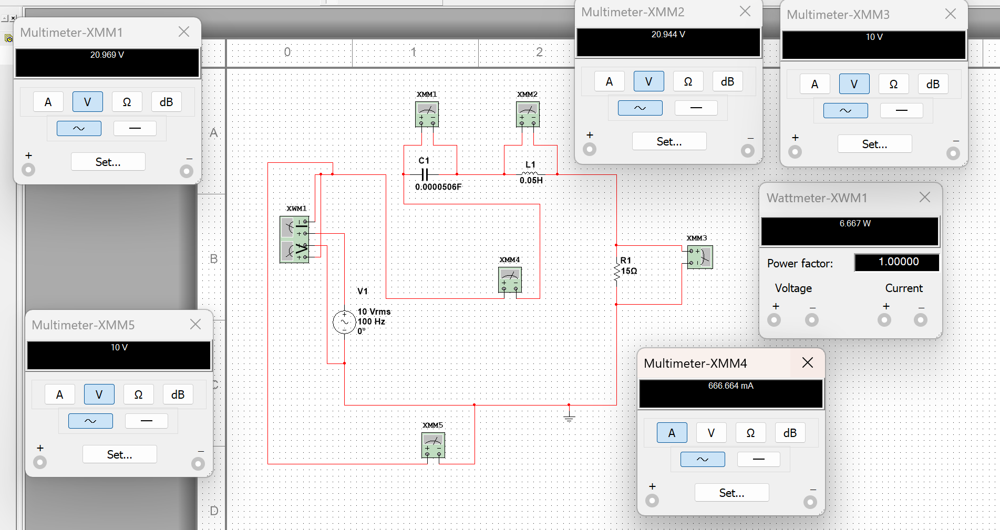 Multimeter-XMM1
20.969 V
A V Ω dB
+ Set... −
Multimeter-XMM2
20.944 V
A V Ω dB
+ Set... −
Multimeter-XMM3
10 V
A V Ω dB
+ Set... −
0 1 2
A
B
C
D
XMM1
XMM2
C1
0.0000506F
L1
0.05H
XWM1
I
+
V
+
XMM4
+ −
XMM3
R1
15Ω
V1
10 Vrms
100 Hz
0°
XMM5
+ −
Wattmeter-XWM1
6.667 W
Power factor: 1.00000
Voltage Current
+ − + −
Multimeter-XMM5
10 V
A V Ω dB
+ Set... −
Multimeter-XMM4
666.664 mA
A V Ω dB
+ Set... −